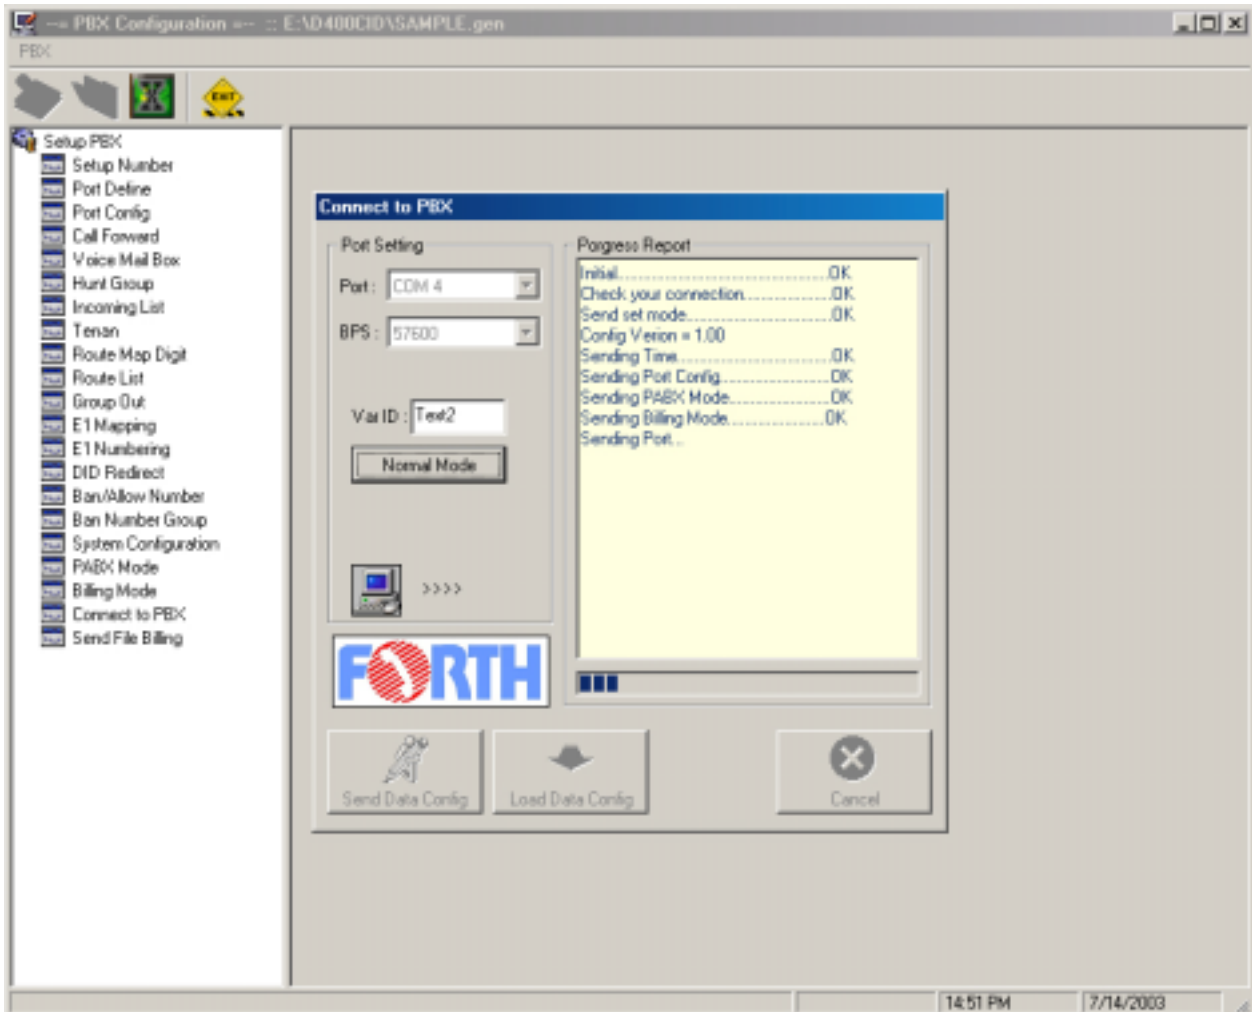 --= PBX Configuration =-- :: E:\D400CID\SAMPLE.gen
PBX
EXIT
Setup PBX
Setup Number
Port Define
Port Config
Call Forward
Voice Mail Box
Hunt Group
Incoming List
Tenan
Route Map Digit
Route List
Group Out
E1 Mapping
E1 Numbering
DID Redirect
Ban/Allow Number
Ban Number Group
System Configuration
PABX Mode
Billing Mode
Connect to PBX
Send File Billing
Connect to PBX
Port Setting
Port : COM 4
BPS : 57600
Var ID : Text2
Normal Mode
>>>>
FORTH
Porgress Report
Initial......................................................OK
Check your connection......................OK
Send set mode.....................................OK
Config Verion = 1.00
Sending Time.......................................OK
Sending Port Config............................OK
Sending PABX Mode..........................OK
Sending Billing Mode.........................OK
Sending Port...
Send Data Config
Load Data Config
Cancel
14:51 PM
7/14/2003